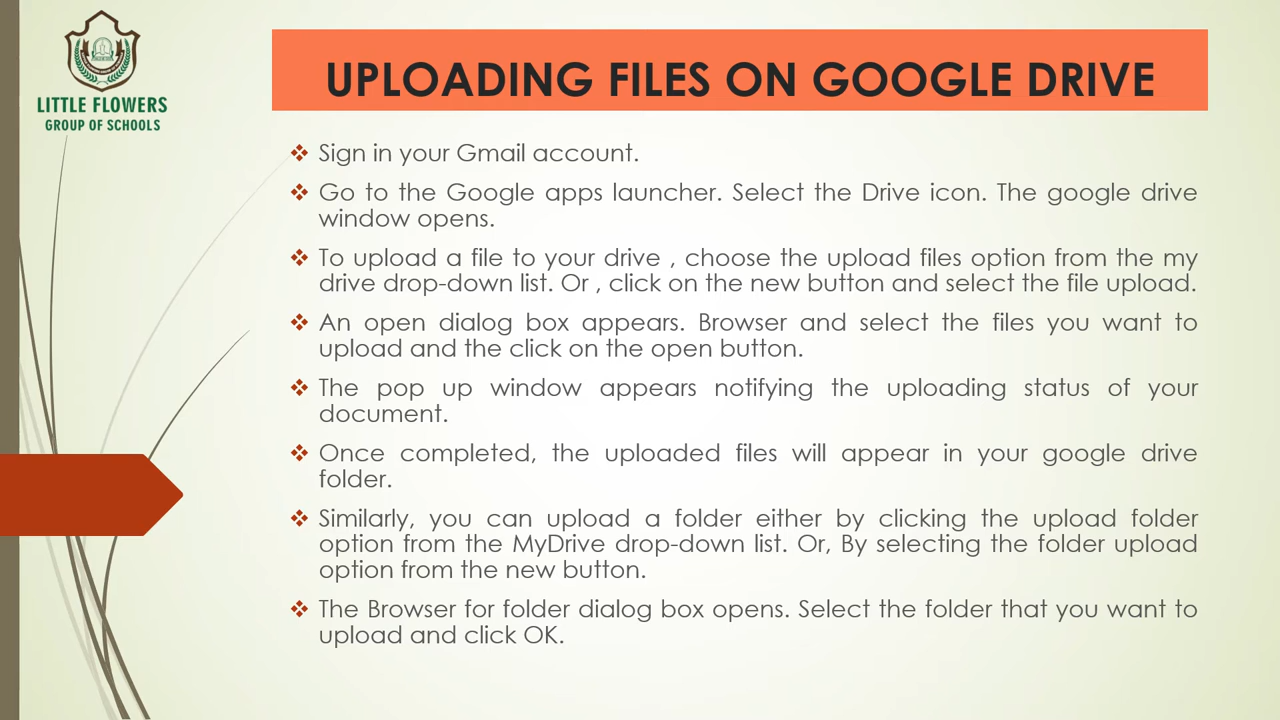 LITTLE FLOWERS
GROUP OF SCHOOLS
UPLOADING FILES ON GOOGLE DRIVE
Sign in your Gmail account.
Go to the Google apps launcher. Select the Drive icon. The google drive
window opens.
To upload a file to your drive , choose the upload files option from the my
drive drop-down list. Or , click on the new button and select the file upload.
An open dialog box appears. Browser and select the files you want to
upload and the click on the open button.
The pop up window appears notifying the uploading status of your
document.
Once completed, the uploaded files will appear in your google drive
folder.
Similarly, you can upload a folder either by clicking the upload folder
option from the MyDrive drop-down list. Or, By selecting the folder upload
option from the new button.
The Browser for folder dialog box opens. Select the folder that you want to
upload and click OK.